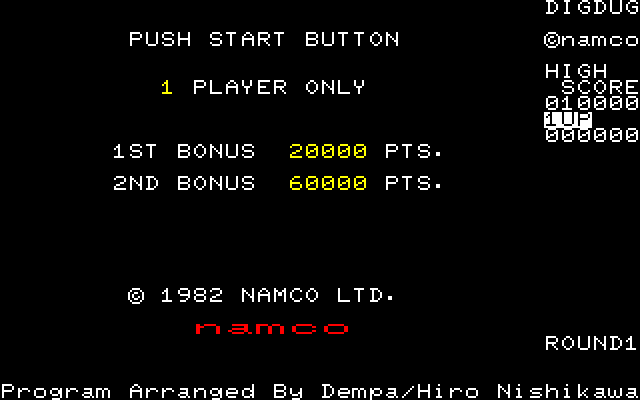 PUSH START BUTTON
1 PLAYER ONLY
1ST BONUS 20000 PTS.
2ND BONUS 60000 PTS.
© 1982 NAMCO LTD.
namco
DIGDUG
©namco
HIGH
SCORE
010000
1UP
000000
ROUND1
Program Arranged By Dempa/Hiro Nishikawa